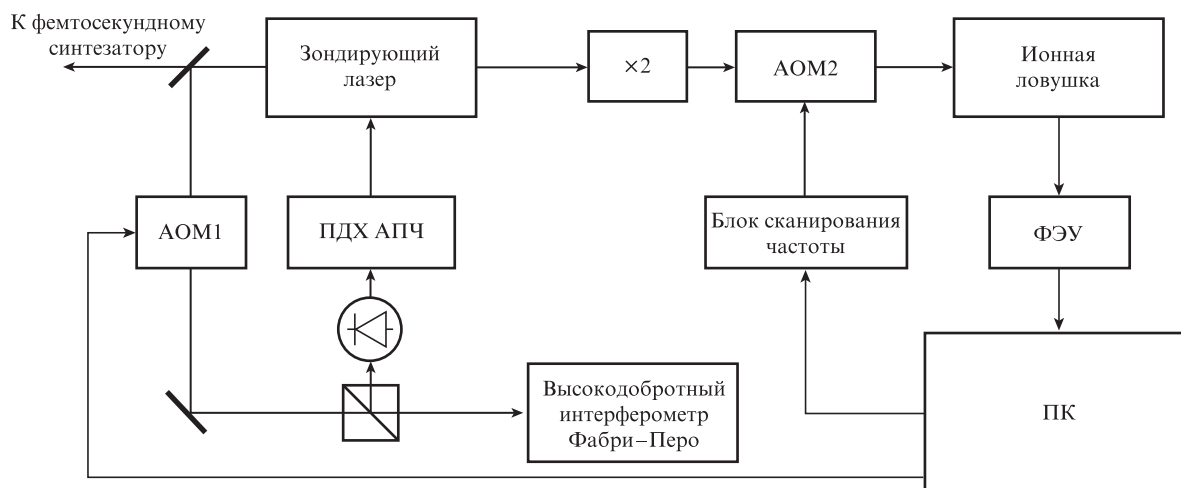 К фемтосекундному
синтезатору
Зондирующий
лазер
×2
АОМ2
Ионная
ловушка
АОМ1
ПДХ АПЧ
Блок сканирования
частоты
ФЭУ
Высокодобротный
интерферометр
Фабри–Перо
ПК